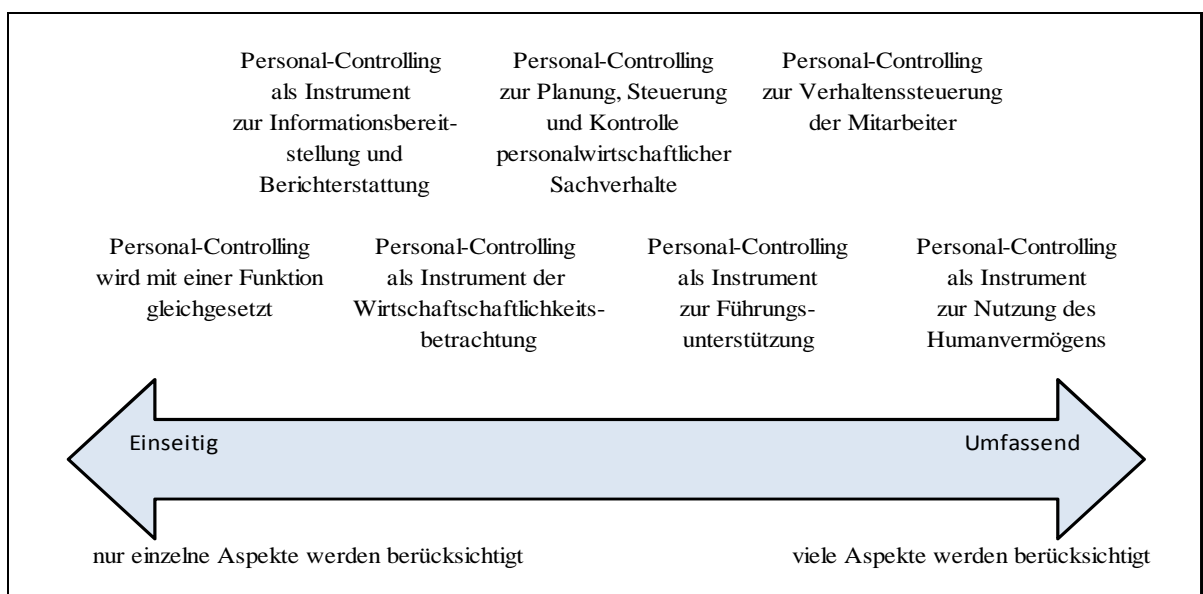 Personal-Controlling
als Instrument
zur Informationsbereit-
stellung und
Berichterstattung
Personal-Controlling
zur Planung, Steuerung
und Kontrolle
personalwirtschaftlicher
Sachverhalte
Personal-Controlling
zur Verhaltenssteuerung
der Mitarbeiter
Personal-Controlling
wird mit einer Funktion
gleichgesetzt
Personal-Controlling
als Instrument der
Wirtschaftschaftlichkeits-
betrachtung
Personal-Controlling
als Instrument
zur Führungs-
unterstützung
Personal-Controlling
als Instrument
zur Nutzung des
Humanvermögens
Einseitig
Umfassend
nur einzelne Aspekte werden berücksichtigt
viele Aspekte werden berücksichtigt